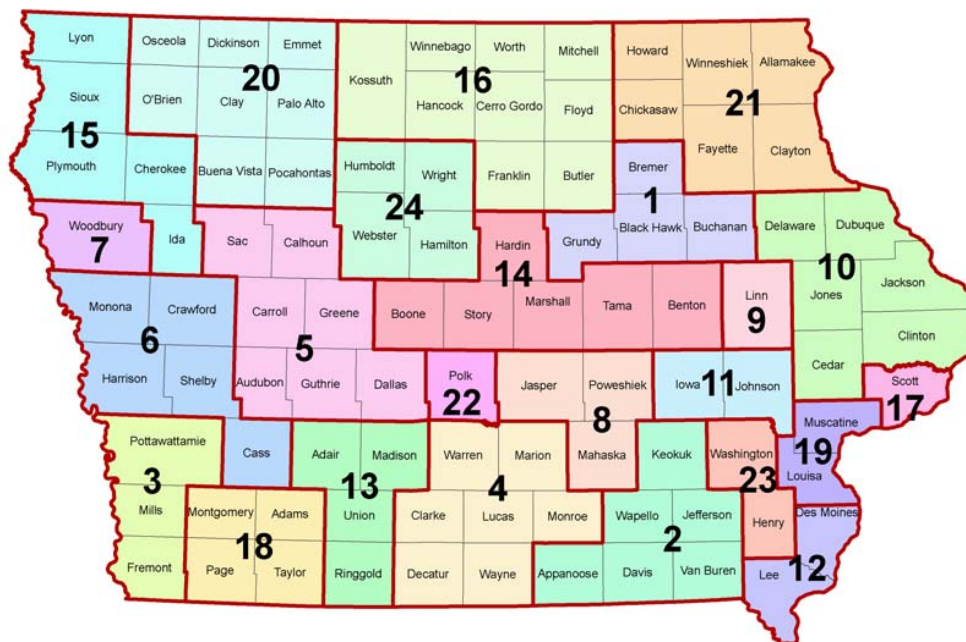 Lyon
Osceola
Dickinson
Emmet
20
Sioux
15
O'Brien
Clay
Palo Alto
Plymouth
Cherokee
Buena Vista
Pocahontas
Kossuth
Winnebago
Worth
Mitchell
16
Hancock
Cerro Gordo
Floyd
Franklin
Butler
Howard
Winneshiek
Allamakee
21
Chickasaw
Fayette
Clayton
Humboldt
Wright
24
Webster
Hamilton
Bremer
1
Grundy
Black Hawk
Buchanan
Delaware
Dubuque
10
Jones
Jackson
Clinton
Cedar
Woodbury
7
Ida
Sac
Calhoun
Hardin
14
Boone
Story
Marshall
Tama
Benton
Linn
9
Monona
Crawford
6
Harrison
Shelby
Carroll
Greene
5
Audubon
Guthrie
Dallas
Polk
22
Jasper
Poweshiek
8
Mahaska
Iowa
11
Johnson
Scott
17
Muscatine
19
Louisa
Pottawattamie
3
Mills
Fremont
Cass
Adair
Madison
13
Union
Ringgold
Warren
Marion
4
Clarke
Lucas
Monroe
Decatur
Wayne
Keokuk
Washington
23
Henry
Wapello
Jefferson
2
Appanoose
Davis
Van Buren
Des Moines
Lee
12
Montgomery
Adams
18
Page
Taylor